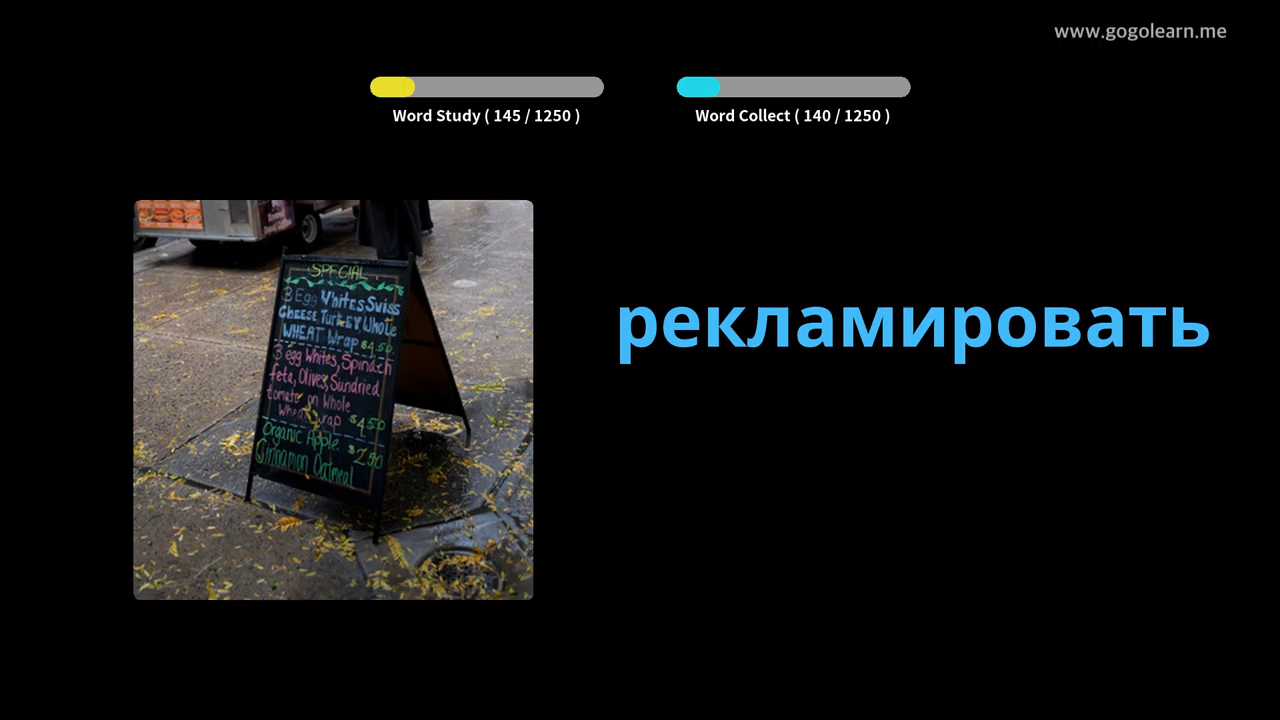 www.gogolearn.me
Word Study ( 145 / 1250 )
Word Collect ( 140 / 1250 )
SPECIAL
3 Egg Whites, Swiss
Cheese, Turkey Whole
WHEAT Wrap $4.50
3 egg Whites, Spinach
feta, Olives, Sundried
tomato on Whole
Wheat wrap $4.50
Organic Apple
Cinnamon Oatmeal $2.50
рекламировать